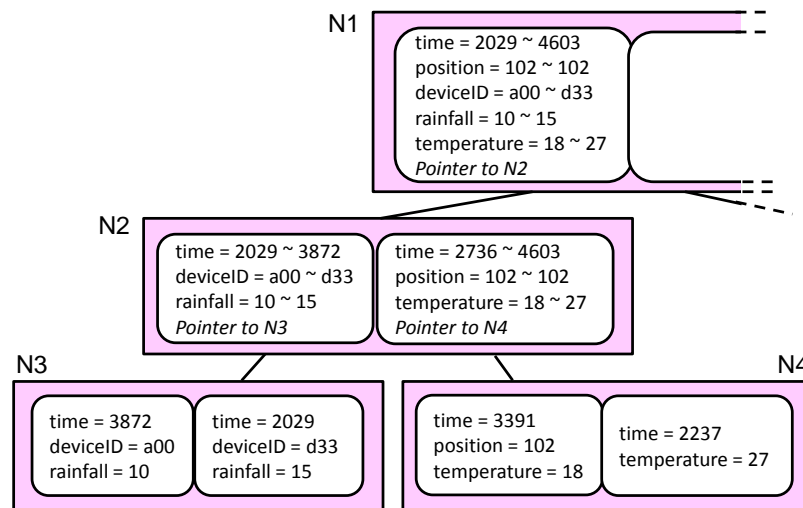 N1
time = 2029 ~ 4603
position = 102 ~ 102
deviceID = a00 ~ d33
rainfall = 10 ~ 15
temperature = 18 ~ 27
Pointer to N2
N2
time = 2029 ~ 3872
deviceID = a00 ~ d33
rainfall = 10 ~ 15
Pointer to N3
time = 2736 ~ 4603
position = 102 ~ 102
temperature = 18 ~ 27
Pointer to N4
N3
time = 3872
deviceID = a00
rainfall = 10
time = 2029
deviceID = d33
rainfall = 15
N4
time = 3391
position = 102
temperature = 18
time = 2237
temperature = 27